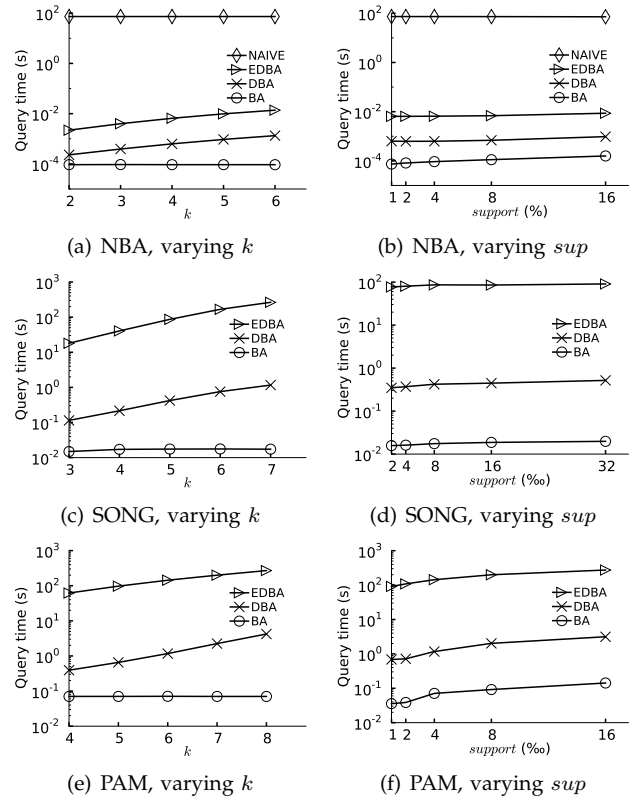 10^2
10^0
10^-2
10^-4
Query time (s)
NAIVE
EDBA
DBA
BA
2 3 4 5 6
k
(a) NBA, varying k
10^2
10^0
10^-2
10^-4
Query time (s)
NAIVE
EDBA
DBA
BA
1 2 4 8 16
support (%)
(b) NBA, varying sup
10^3
10^2
10^1
10^0
10^-1
10^-2
Query time (s)
EDBA
DBA
BA
3 4 5 6 7
k
(c) SONG, varying k
10^2
10^1
10^0
10^-1
10^-2
Query time (s)
EDBA
DBA
BA
2 4 8 16 32
support (‰)
(d) SONG, varying sup
10^3
10^2
10^1
10^0
10^-1
10^-2
Query time (s)
EDBA
DBA
BA
4 5 6 7 8
k
(e) PAM, varying k
10^3
10^2
10^1
10^0
10^-1
10^-2
Query time (s)
EDBA
DBA
BA
1 2 4 8 16
support (‰)
(f) PAM, varying sup